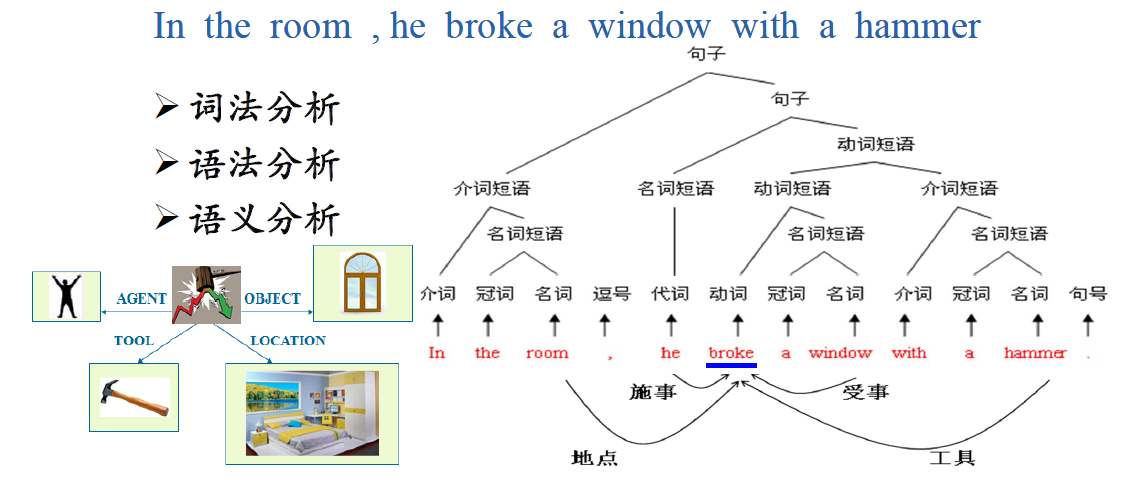 In the room , he broke a window with a hammer
词法分析
语法分析
语义分析
AGENT OBJECT
TOOL LOCATION
句子
句子
动词短语
介词短语 名词短语 动词短语 介词短语
名词短语 名词短语 名词短语
介词 冠词 名词 逗号 代词 动词 冠词 名词 介词 冠词 名词 句号
In the room , he broke a window with a hammer .
施事 受事
地点 工具